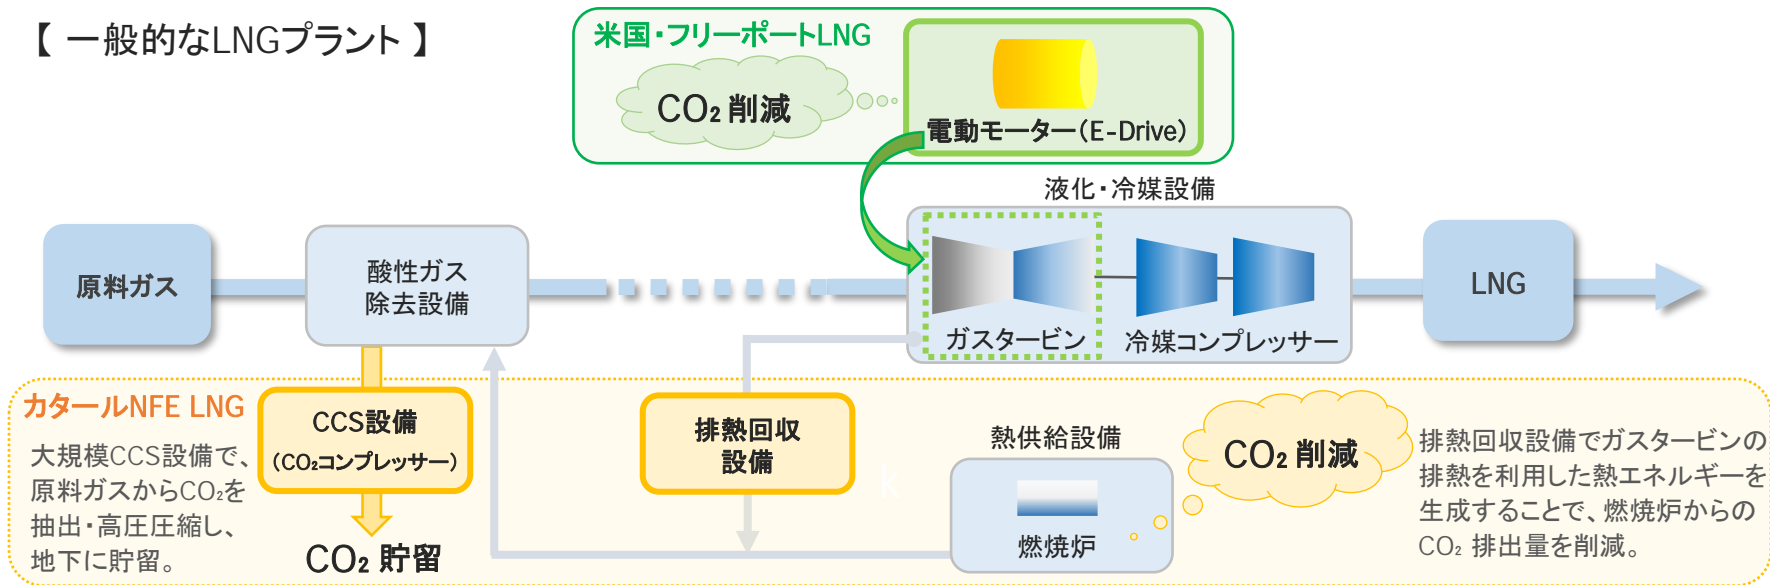 【 一般的なLNGプラント 】
米国・フリーポートLNG
CO₂ 削減
電動モーター（E-Drive）
液化・冷媒設備
原料ガス
酸性ガス
除去設備
ガスタービン
冷媒コンプレッサー
LNG
カタールNFE LNG
大規模CCS設備で、
原料ガスからCO₂を
抽出・高圧圧縮し、
地下に貯留。
CCS設備
（CO₂コンプレッサー）
CO₂ 貯留
排熱回収
設備
k
熱供給設備
燃焼炉
CO₂ 削減
排熱回収設備でガスタービンの
排熱を利用した熱エネルギーを
生成することで、燃焼炉からの
CO₂ 排出量を削減。